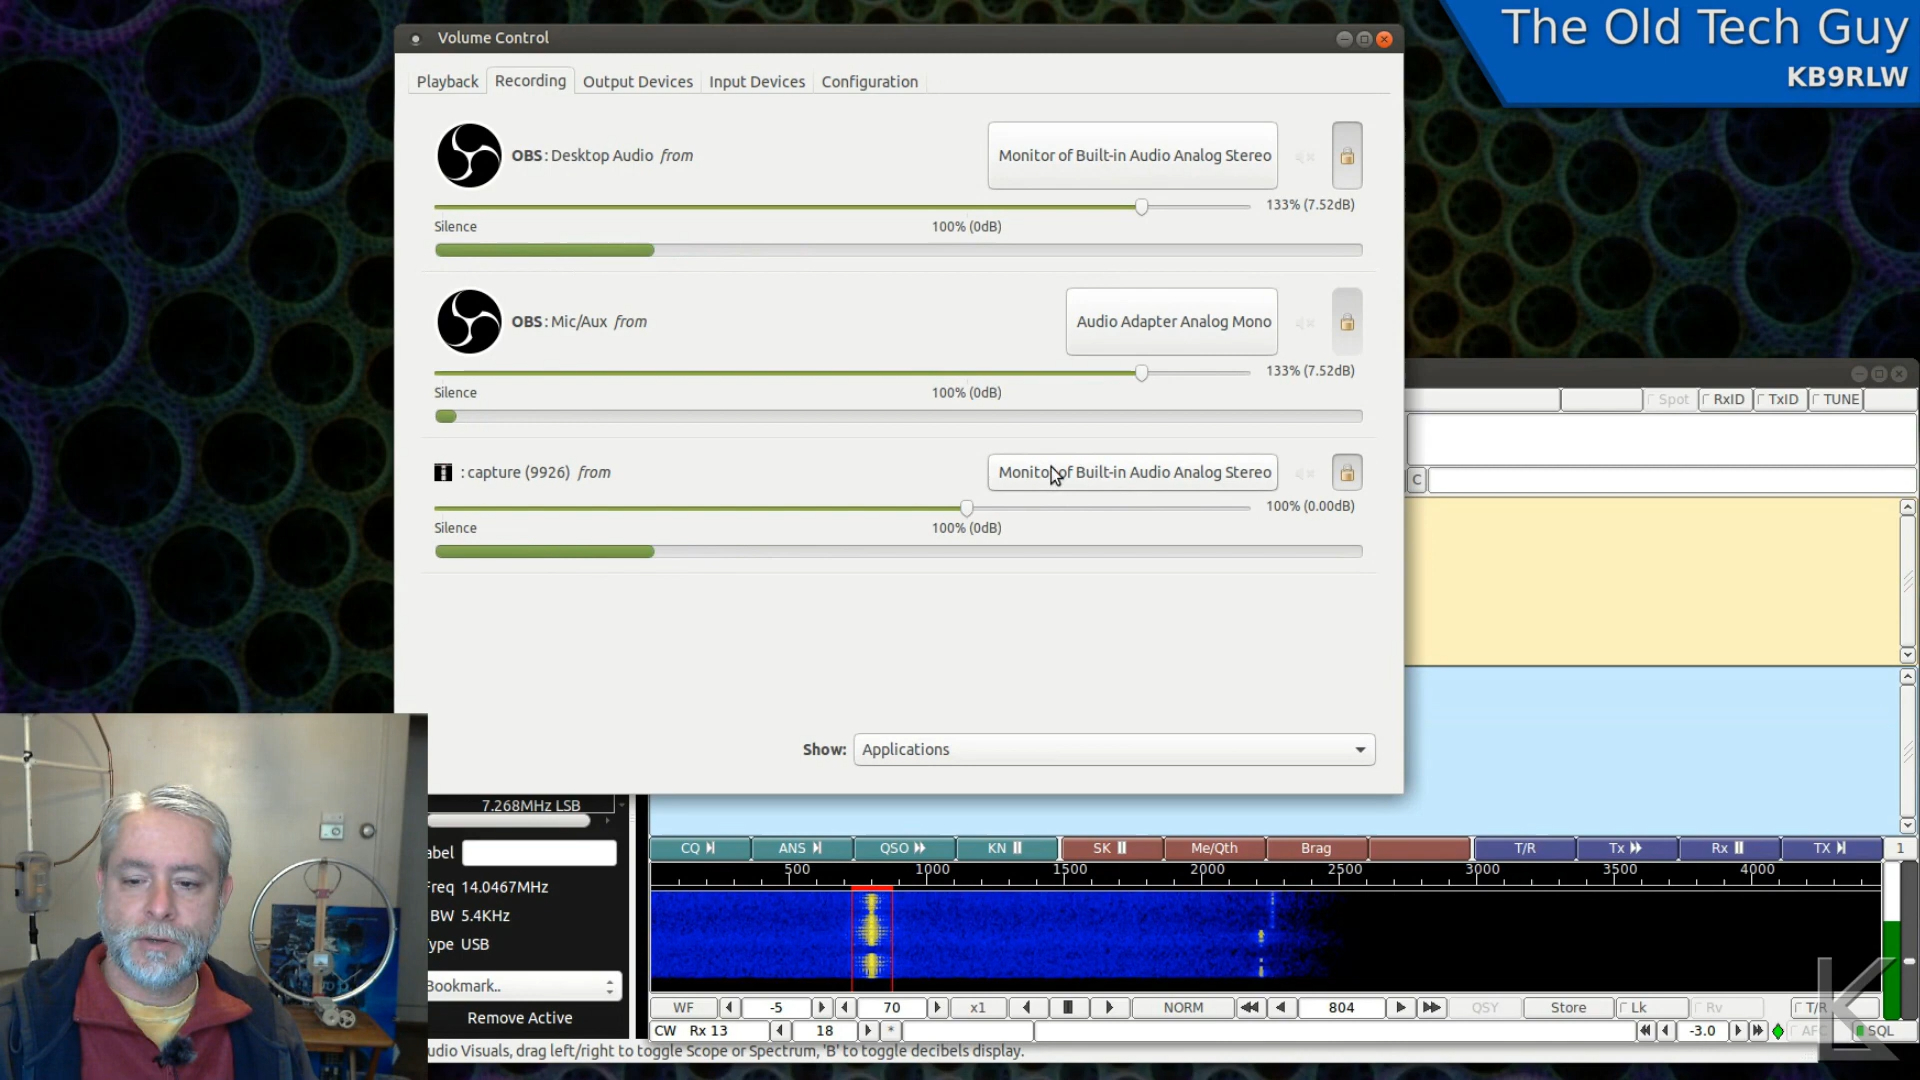 The Old Tech Guy
KB9RLW
Volume Control
Playback Recording Output Devices Input Devices Configuration
OBS: Desktop Audio from
Monitor of Built-in Audio Analog Stereo
133% (7.52dB)
Silence
100% (0dB)
OBS: Mic/Aux from
Audio Adapter Analog Mono
133% (7.52dB)
Silence
100% (0dB)
: capture (9926) from
Monitor of Built-in Audio Analog Stereo
100% (0.00dB)
Silence
100% (0dB)
Show: Applications
Spot RxID TxID TUNE
C
7.268MHz LSB
abel
Freq 14.0467MHz
BW 5.4KHz
ype USB
Bookmark..
Remove Active
CQ ANS QSO KN SK Me/Qth Brag T/R Tx Rx TX 1
500 1000 1500 2000 2500 3000 3500 4000
WF -5 70 x1 NORM 804 QSY Store Lk Rv T/R
CW Rx 13 18 * -3.0 AFC SQL
udio Visuals, drag left/right to toggle Scope or Spectrum, 'B' to toggle decibels display.
K